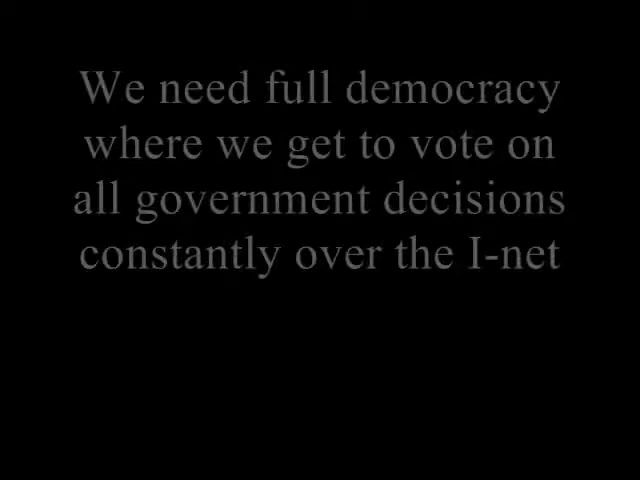 We need full democracy
where we get to vote on
all government decisions
constantly over the I-net